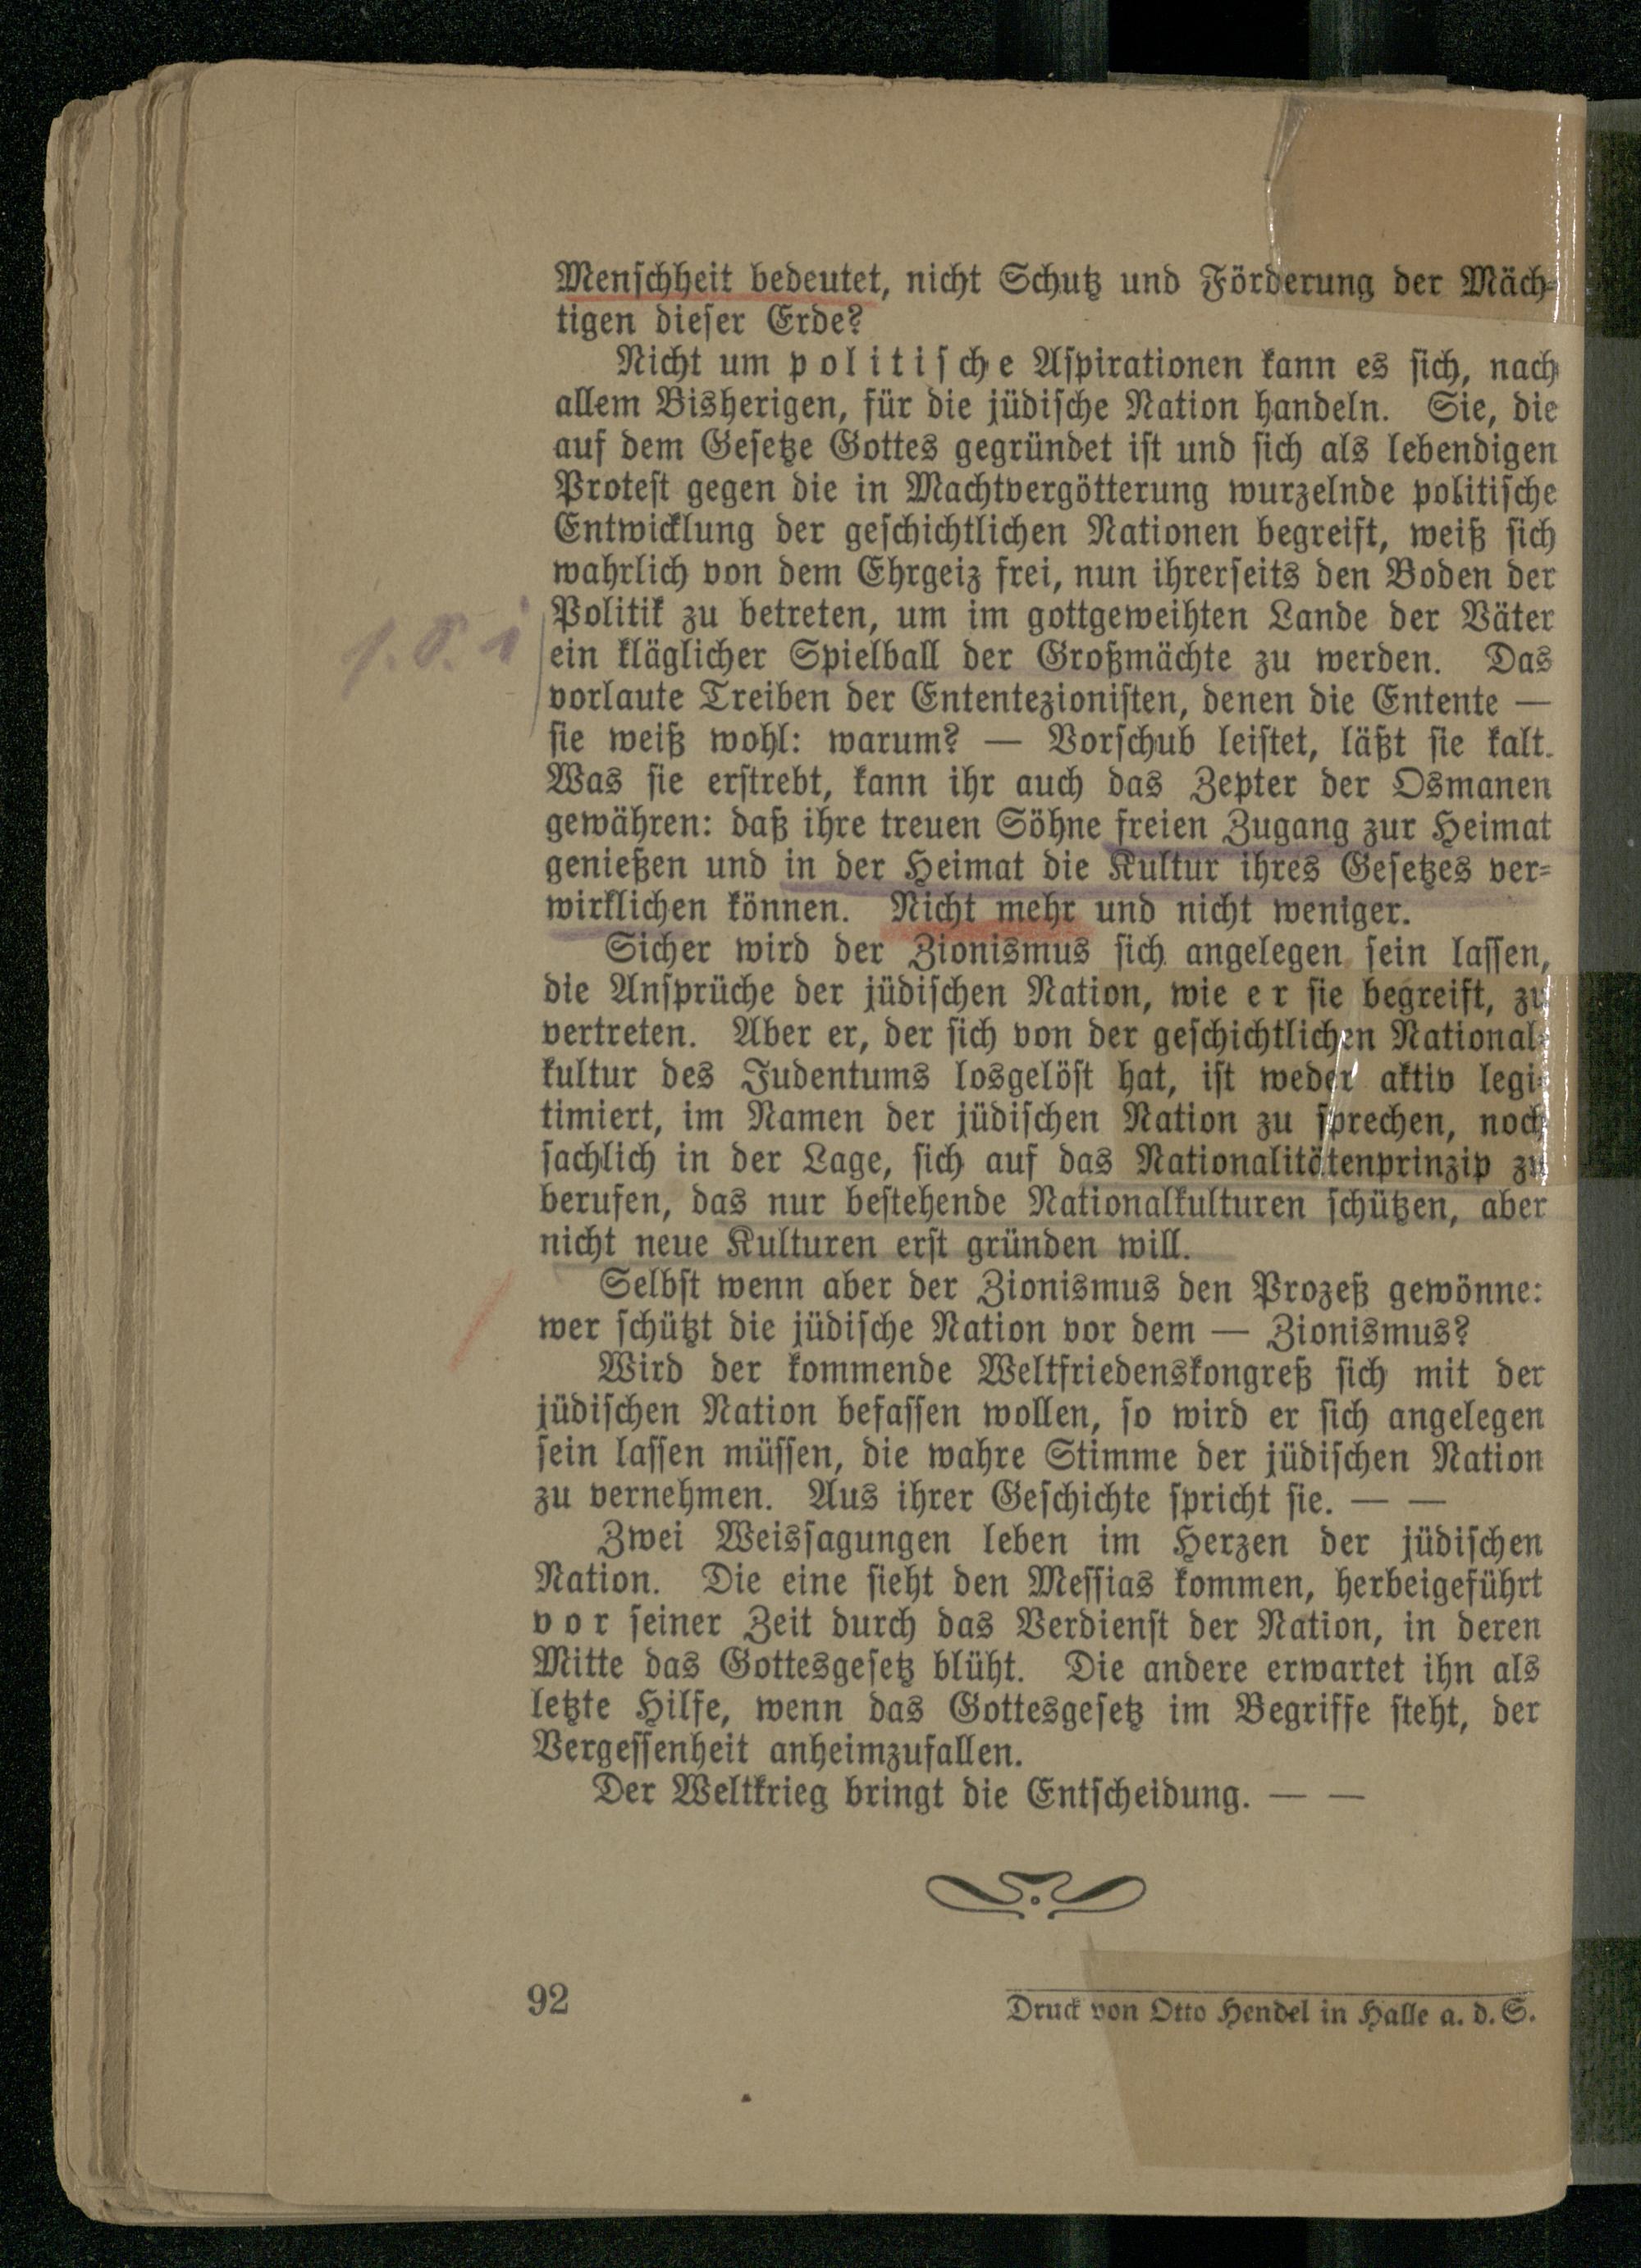 Menschheit bedeutet, nicht Schutz und Förderung der Mäch-
tigen dieser Erde?
Nicht um politische Aspirationen kann es sich, nach
allem Bisherigen, für die jüdische Nation handeln. Sie, die
auf dem Gesetze Gottes gegründet ist und sich als lebendigen
Protest gegen die in Machtvergötterung wurzelnde politische
Entwicklung der geschichtlichen Nationen begreift, weiß sich
wahrlich von dem Ehrgeiz frei, nun ihrerseits den Boden der
Politik zu betreten, um im gottgeweihten Lande der Väter
ein kläglicher Spielball der Großmächte zu werden. Das
vorlaute Treiben der Ententezionisten, denen die Entente —
sie weiß wohl: warum? — Vorschub leistet, läßt sie kalt.
Was sie erstrebt, kann ihr auch das Zepter der Osmanen
gewähren: daß ihre treuen Söhne freien Zugang zur Heimat
genießen und in der Heimat die Kultur ihres Gesetzes ver-
wirklichen können. Nicht mehr und nicht weniger.
Sicher wird der Zionismus sich angelegen sein lassen,
die Ansprüche der jüdischen Nation, wie er sie begreift, zu
vertreten. Aber er, der sich von der geschichtlichen National-
kultur des Judentums losgelöst hat, ist weder aktiv legi-
timiert, im Namen der jüdischen Nation zu sprechen, noch
sachlich in der Lage, sich auf das Nationalitätenprinzip zu
berufen, das nur bestehende Nationalkulturen schützen, aber
nicht neue Kulturen erst gründen will.
Selbst wenn aber der Zionismus den Prozeß gewönne:
wer schützt die jüdische Nation vor dem — Zionismus?
Wird der kommende Weltfriedenskongreß sich mit der
jüdischen Nation befassen wollen, so wird er sich angelegen
sein lassen müssen, die wahre Stimme der jüdischen Nation
zu vernehmen. Aus ihrer Geschichte spricht sie. — —
Zwei Weissagungen leben im Herzen der jüdischen
Nation. Die eine sieht den Messias kommen, herbeigeführt
vor seiner Zeit durch das Verdienst der Nation, in deren
Mitte das Gottesgesetz blüht. Die andere erwartet ihn als
letzte Hilfe, wenn das Gottesgesetz im Begriffe steht, der
Vergessenheit anheimzufallen.
Der Weltkrieg bringt die Entscheidung. — —
92
Druck von Otto Hendel in Halle a. d. S.